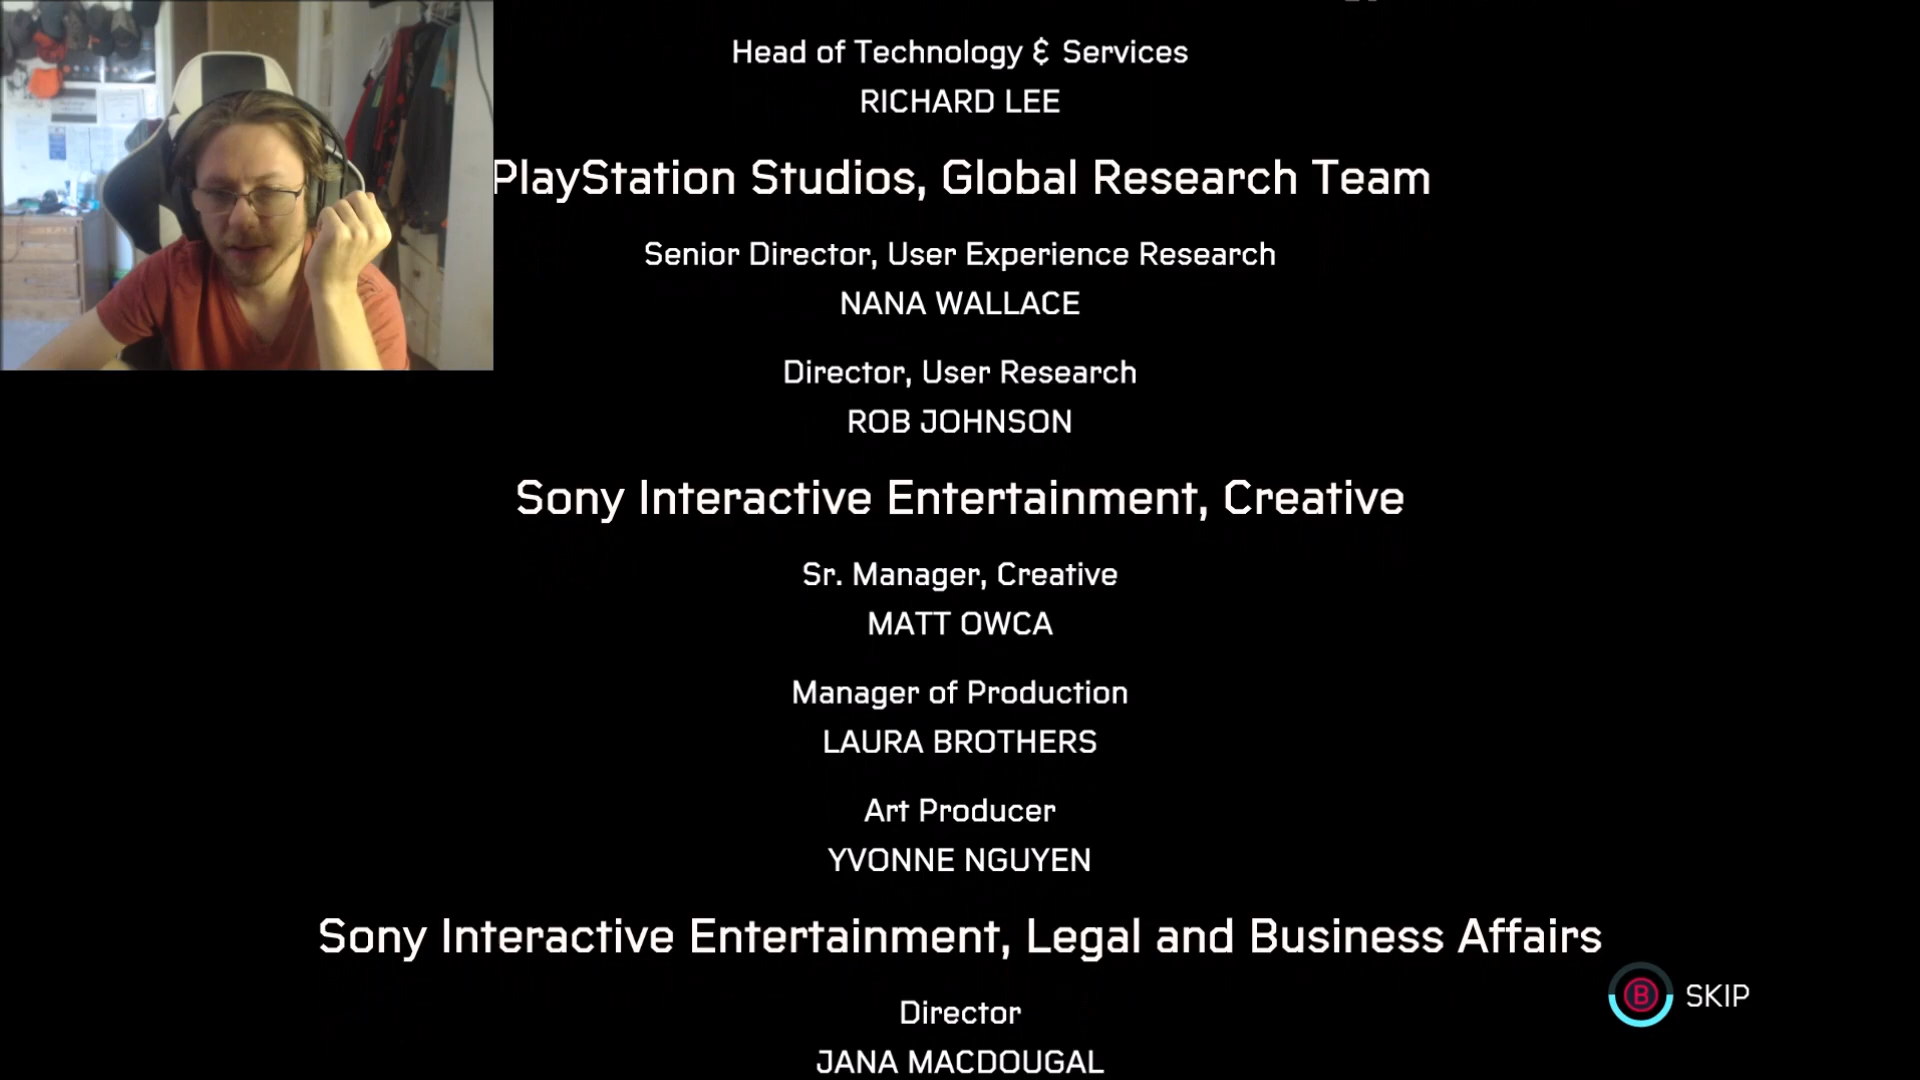 Head of Technology & Services
RICHARD LEE
PlayStation Studios, Global Research Team
Senior Director, User Experience Research
NANA WALLACE
Director, User Research
ROB JOHNSON
Sony Interactive Entertainment, Creative
Sr. Manager, Creative
MATT OWCA
Manager of Production
LAURA BROTHERS
Art Producer
YVONNE NGUYEN
Sony Interactive Entertainment, Legal and Business Affairs
B SKIP
Director
JANA MACDOUGAL